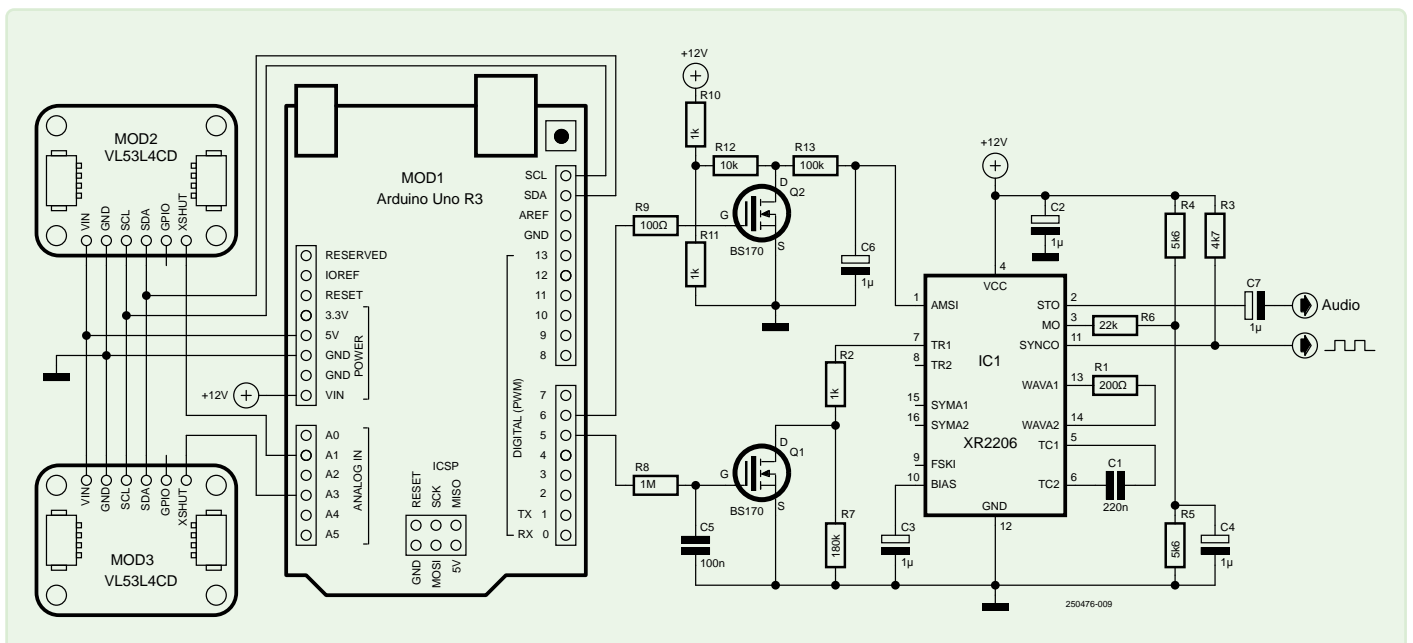 MOD2
VL53L4CD
VIN
GND
SCL
SDA
GPIO
XSHUT
MOD1
Arduino Uno R3
RESERVED
IOREF
RESET
3.3V
5V
GND
GND
VIN
POWER
+12V
A0
A1
A2
A3
A4
A5
ANALOG IN
SCL
SDA
AREF
GND
13
12
11
10
9
8
7
6
5
4
3
2
TX 1
RX 0
DIGITAL (PWM)
ICSP
RESET
SCK
MISO
GND
MOSI
5V
VIN
GND
SCL
SDA
GPIO
XSHUT
MOD3
VL53L4CD
+12V
R10
1k
R12
10k
R13
100k
R9
100Ω
R11
1k
G
D
S
Q2
BS170
C6
1µ
R8
1M
C5
100n
G
D
S
Q1
BS170
R2
1k
R7
180k
C3
1µ
+12V
C2
1µ
R4
5k6
R3
4k7
4
VCC
1
AMSI
7
TR1
8
TR2
15
SYMA1
16
SYMA2
9
FSKI
10
BIAS
IC1
XR2206
GND
12
STO
2
MO
3
SYNCO
11
WAVA1
13
WAVA2
14
TC1
5
TC2
6
R6
22k
R1
200Ω
C1
220n
C7
1µ
Audio
R5
5k6
C4
1µ
250476-009